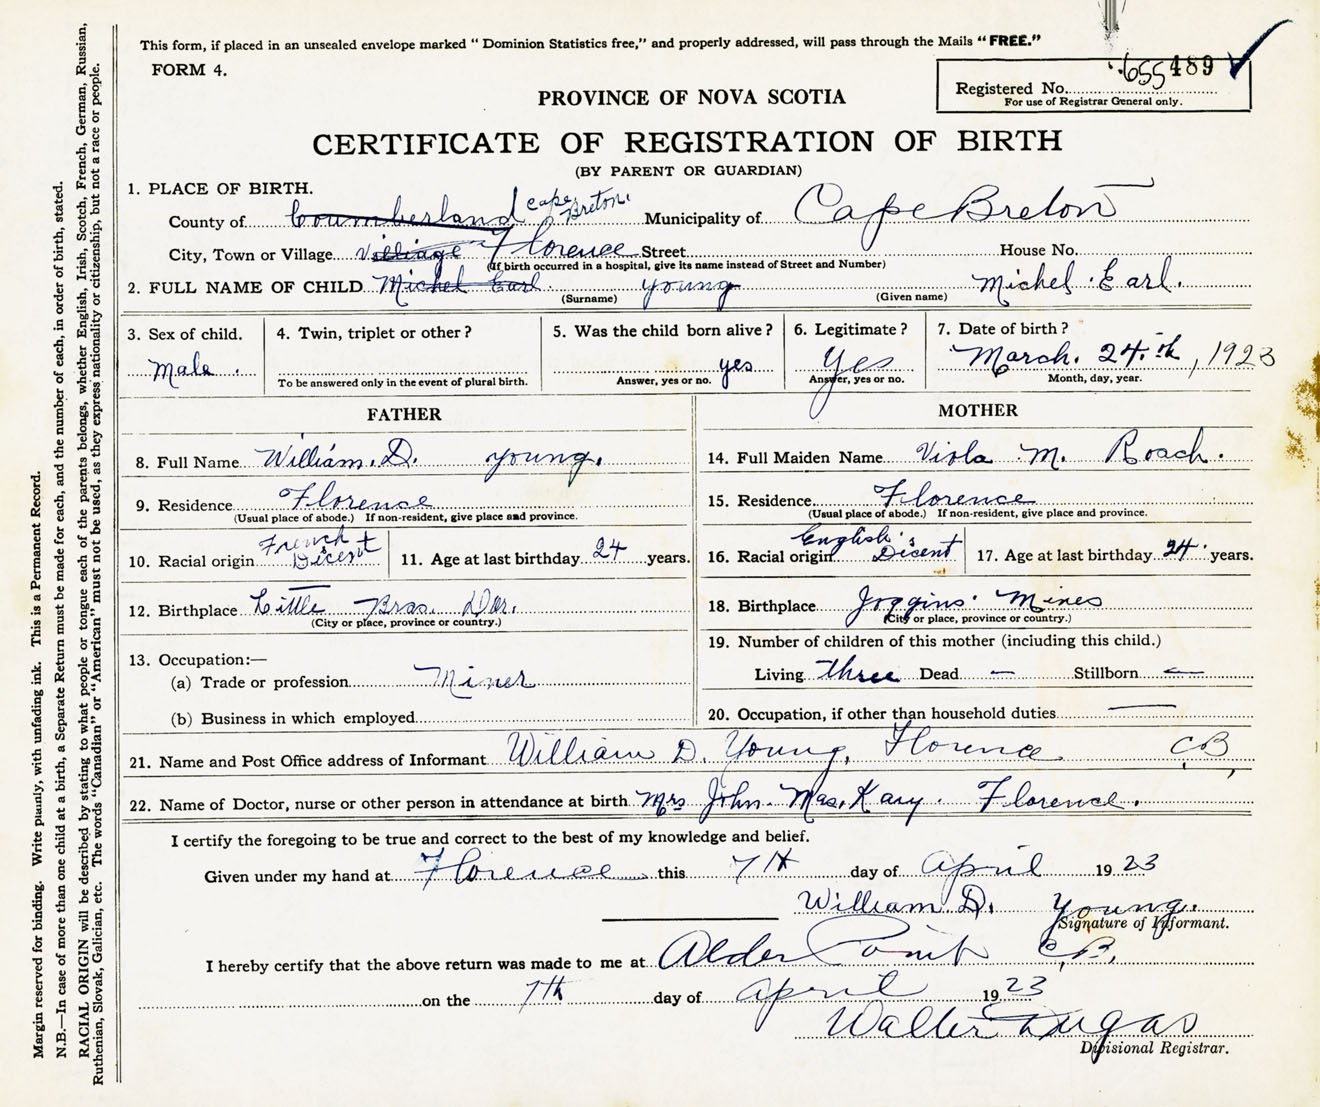 This form, if placed in an unsealed envelope marked " Dominion Statistics free," and properly addressed, will pass through the Mails "FREE."
FORM 4.
655489
Registered No.
For use of Registrar General only.
PROVINCE OF NOVA SCOTIA
CERTIFICATE OF REGISTRATION OF BIRTH
(BY PARENT OR GUARDIAN)
1. PLACE OF BIRTH.
County of Coumberland Cape Breton. Municipality of Cape Breton
City, Town or Village Villiage Florence Street House No.
(If birth occurred in a hospital, give its name instead of Street and Number)
2. FULL NAME OF CHILD Michel Earl young Michel Earl.
(Surname) (Given name)
3. Sex of child. 4. Twin, triplet or other ? 5. Was the child born alive ? 6. Legitimate ? 7. Date of birth ?
Male. yes Yes March. 24.th, 1923
To be answered only in the event of plural birth. Answer, yes or no. Answer, yes or no. Month, day, year.
FATHER
8. Full Name William. D. young.
9. Residence Florence
(Usual place of abode.) If non-resident, give place and province.
10. Racial origin French Dicent 11. Age at last birthday 24 years.
12. Birthplace Little Bras. Dor.
(City or place, province or country.)
13. Occupation:—
(a) Trade or profession Miner
(b) Business in which employed
MOTHER
14. Full Maiden Name Viola M. Roach.
15. Residence Florence
(Usual place of abode.) If non-resident, give place and province.
16. Racial origin English's Dicent 17. Age at last birthday 24 years.
18. Birthplace Joggins Mines
(City or place, province or country.)
19. Number of children of this mother (including this child.)
Living three Dead — Stillborn —
20. Occupation, if other than household duties —
21. Name and Post Office address of Informant William D. Young, Florence C.B.,
22. Name of Doctor, nurse or other person in attendance at birth Mrs John Mas. Kary. Florence.
I certify the foregoing to be true and correct to the best of my knowledge and belief.
Given under my hand at Florence this 7th day of April 1923
William D. young.
Signature of Informant.
I hereby certify that the above return was made to me at Alder Point C.B.,
on the 7th day of April 1923
Walter Dugas
Divisional Registrar.
Margin reserved for binding. Write plainly, with unfading ink. This is a Permanent Record.
N.B.—In case of more than one child at a birth, a Separate Return must be made for each, and the number of each, in order of birth, stated.
RACIAL ORIGIN will be described by stating to what people or tongue each of the parents belongs, whether English, Irish, Scotch, French, German, Russian,
Ruthenian, Slovak, Galician, etc. The words "Canadian" or "American" must not be used, as they express nationality or citizenship, but not a race or people.